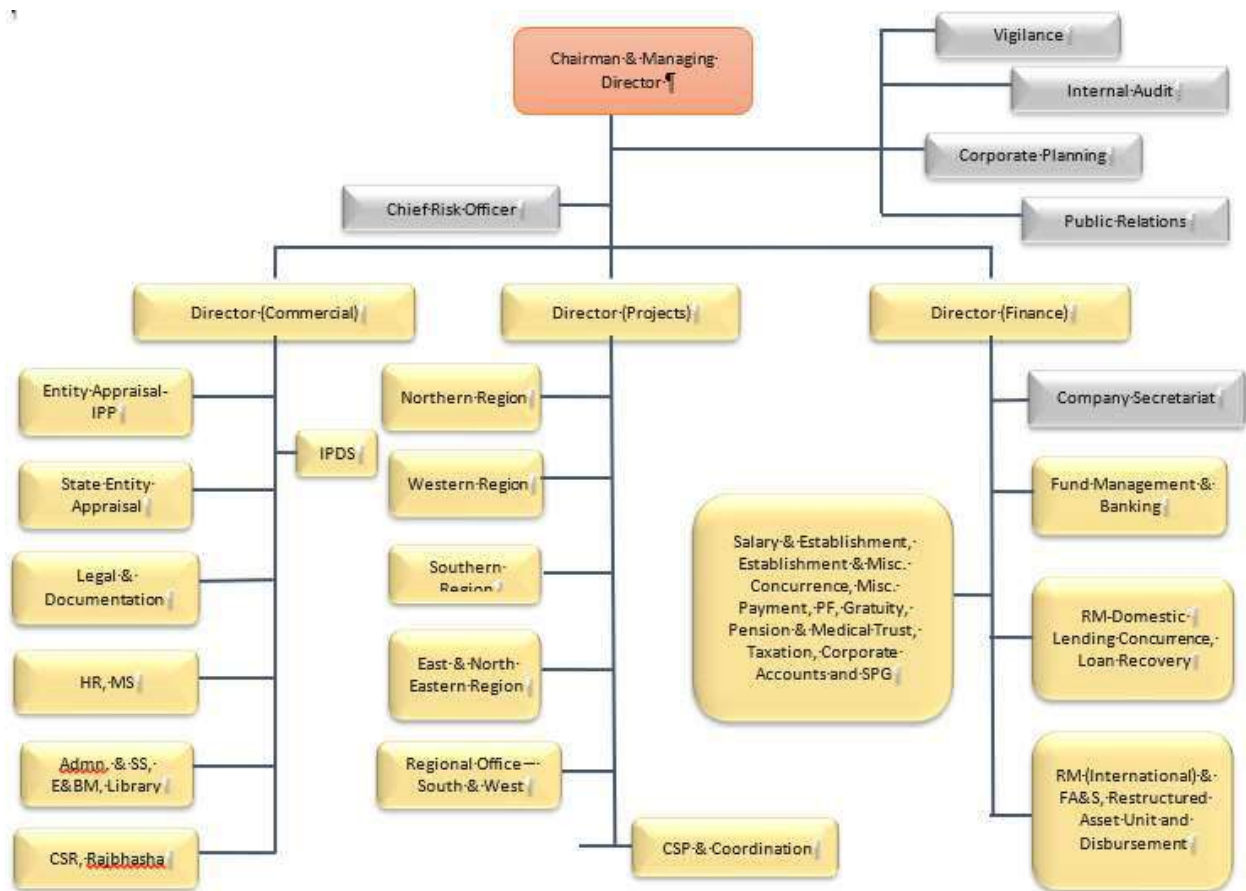 Chairman & Managing
Director ¶
Vigilance
Internal Audit
Corporate Planning
Public Relations
Chief Risk Officer
Director (Commercial)
Director (Projects)
Director (Finance)
Entity Appraisal-
IPP
IPDS
State Entity
Appraisal
Legal &
Documentation
HR, MS
Admn. & SS,
E&BM, Library
CSR, Rajbhasha
Northern Region
Western Region
Southern
Region
East & North
Eastern Region
Regional Office –
South & West
CSP & Coordination
Company Secretariat
Fund Management &
Banking
Salary & Establishment,
Establishment & Misc.
Concurrence, Misc.
Payment, PF, Gratuity,
Pension & Medical Trust,
Taxation, Corporate
Accounts and SPG
RM-Domestic
Lending Concurrence,
Loan Recovery
RM (International) &
FA&S, Restructured
Asset Unit and
Disbursement